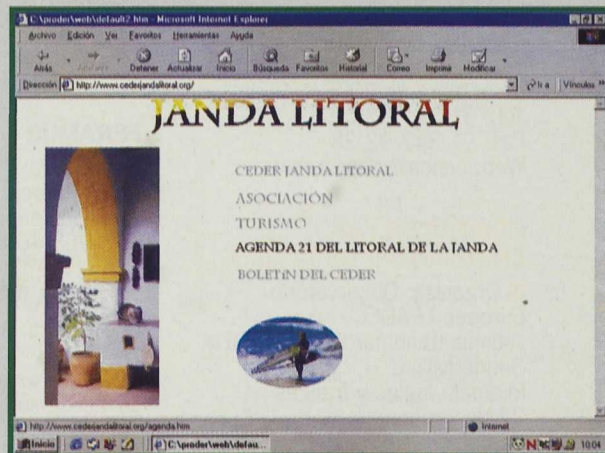 C:\proder\web\default2.htm - Microsoft Internet Explorer
Archivo Edición Ver Favoritos Herramientas Ayuda
Atrás Adelante Detener Actualizar Inicio Búsqueda Favoritos Historial Correo Imprimir Modificar
Dirección http://www.cederjandalitoral.org/ Ir a Vínculos
JANDA LITORAL
CEDER JANDA LITORAL
ASOCIACIÓN
TURISMO
AGENDA 21 DEL LITORAL DE LA JANDA
BOLETíN DEL CEDER
http://www.cederjandalitoral.org/agenda.htm Internet
Inicio C:\proder\web\defau... 10:04